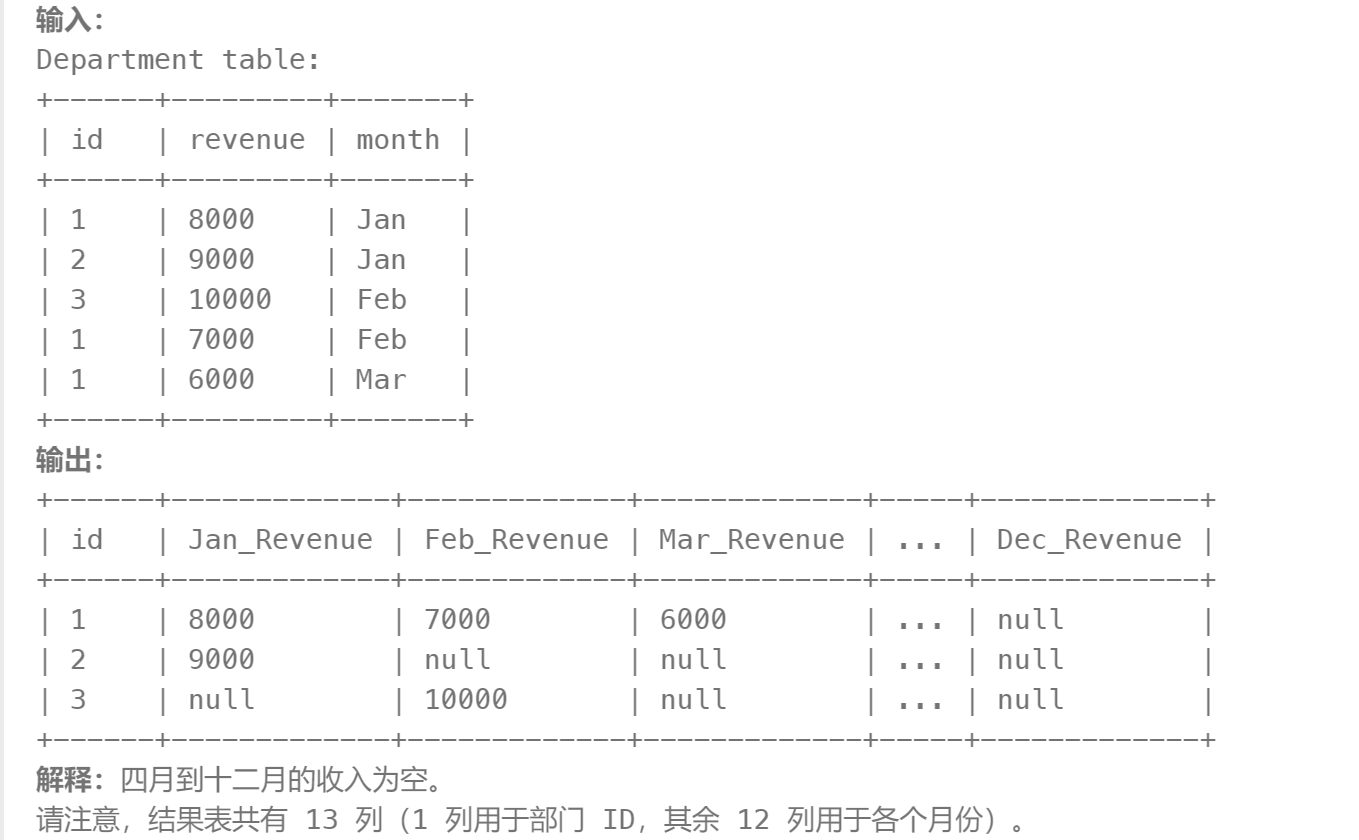 输入：
Department table:
+------+---------+-------+
| id   | revenue | month |
+------+---------+-------+
| 1    | 8000    | Jan   |
| 2    | 9000    | Jan   |
| 3    | 10000   | Feb   |
| 1    | 7000    | Feb   |
| 1    | 6000    | Mar   |
+------+---------+-------+
输出：
+------+-------------+-------------+-------------+-----+-------------+
| id   | Jan_Revenue | Feb_Revenue | Mar_Revenue | ... | Dec_Revenue |
+------+-------------+-------------+-------------+-----+-------------+
| 1    | 8000        | 7000        | 6000        | ... | null        |
| 2    | 9000        | null        | null        | ... | null        |
| 3    | null        | 10000       | null        | ... | null        |
+------+-------------+-------------+-------------+-----+-------------+
解释：四月到十二月的收入为空。
请注意，结果表共有 13 列（1 列用于部门 ID，其余 12 列用于各个月份）。